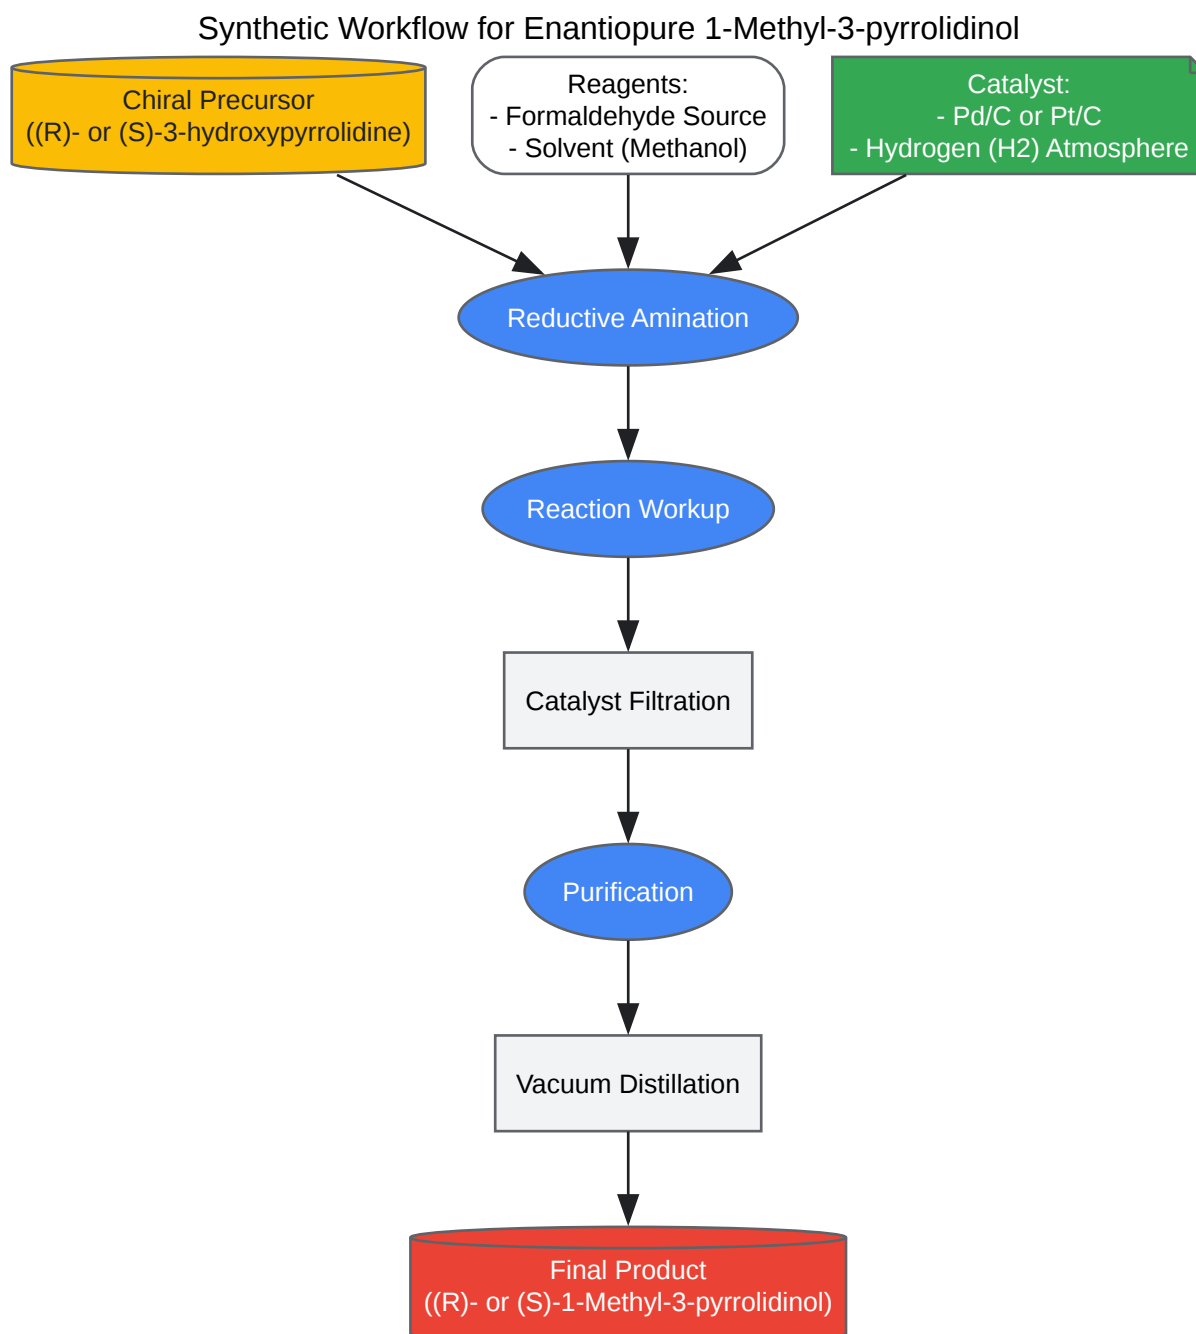 Synthetic Workflow for Enantiopure 1-Methyl-3-pyrrolidinol
Chiral Precursor
((R)- or (S)-3-hydroxypyrrolidine)
Reagents:
- Formaldehyde Source
- Solvent (Methanol)
Catalyst:
- Pd/C or Pt/C
- Hydrogen (H2) Atmosphere
Reductive Amination
Reaction Workup
Catalyst Filtration
Purification
Vacuum Distillation
Final Product
((R)- or (S)-1-Methyl-3-pyrrolidinol)